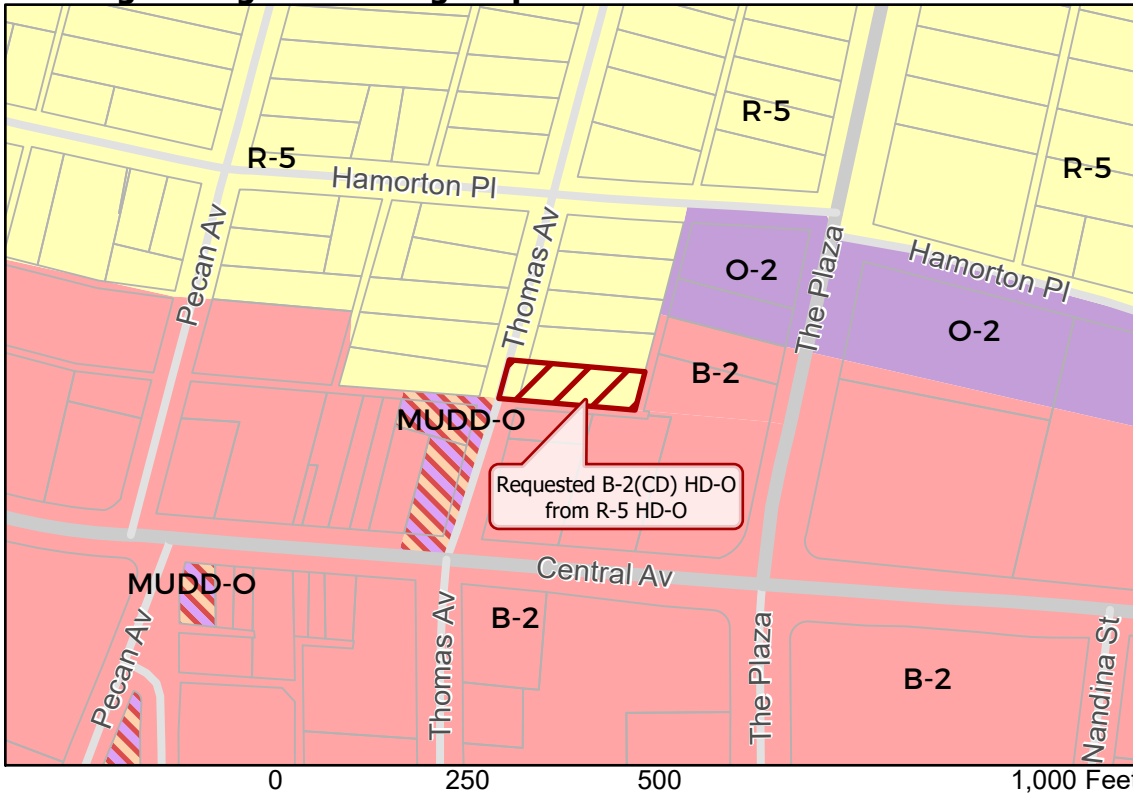 R-5
R-5
R-5
Hamorton Pl
Pecan Av
Thomas Av
O-2
The Plaza
Hamorton Pl
O-2
B-2
MUDD-O
Requested B-2(CD) HD-O
from R-5 HD-O
Central Av
MUDD-O
B-2
Pecan Av
Thomas Av
The Plaza
B-2
Nandina St
0 250 500 1,000 Feet